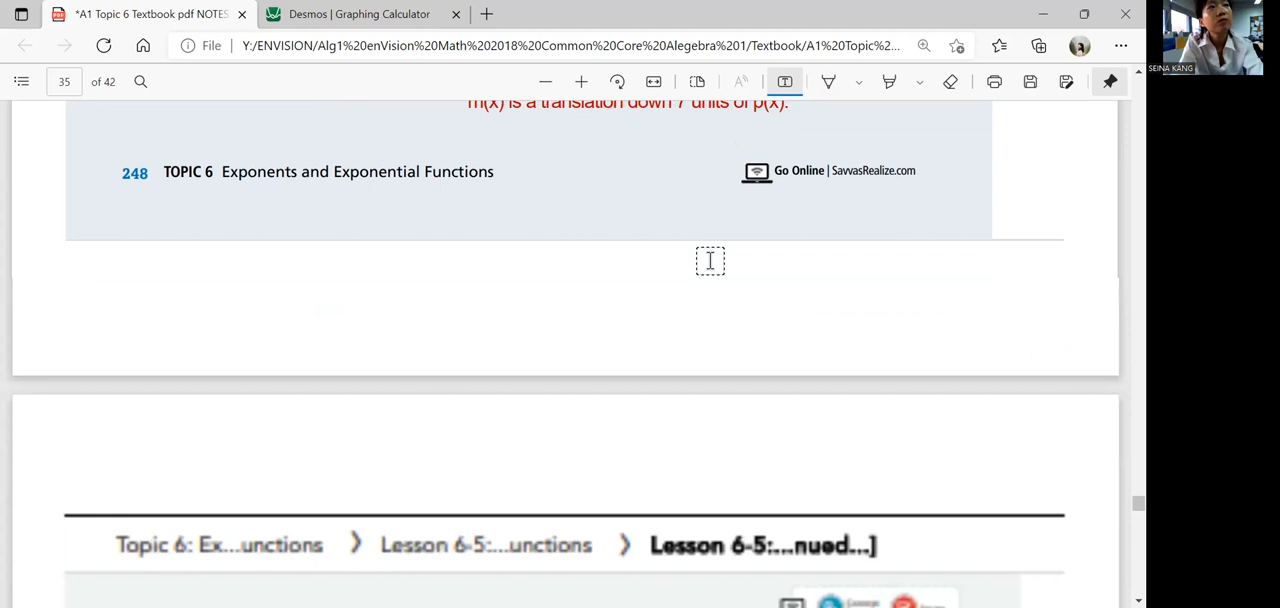 *A1 Topic 6 Textbook pdf NOTES
Desmos | Graphing Calculator
File
Y:/ENVISION/Alg1%20enVision%20Math%202018%20Common%20Core%20Alegebra%201/Textbook/A1%20Topic%2...
35 of 42
SEINA KANG
m(x) is a translation down 7 units of p(x).
248 TOPIC 6 Exponents and Exponential Functions
Go Online | SavvasRealize.com
Topic 6: Ex...unctions > Lesson 6-5:...unctions > Lesson 6-5:...nued...]